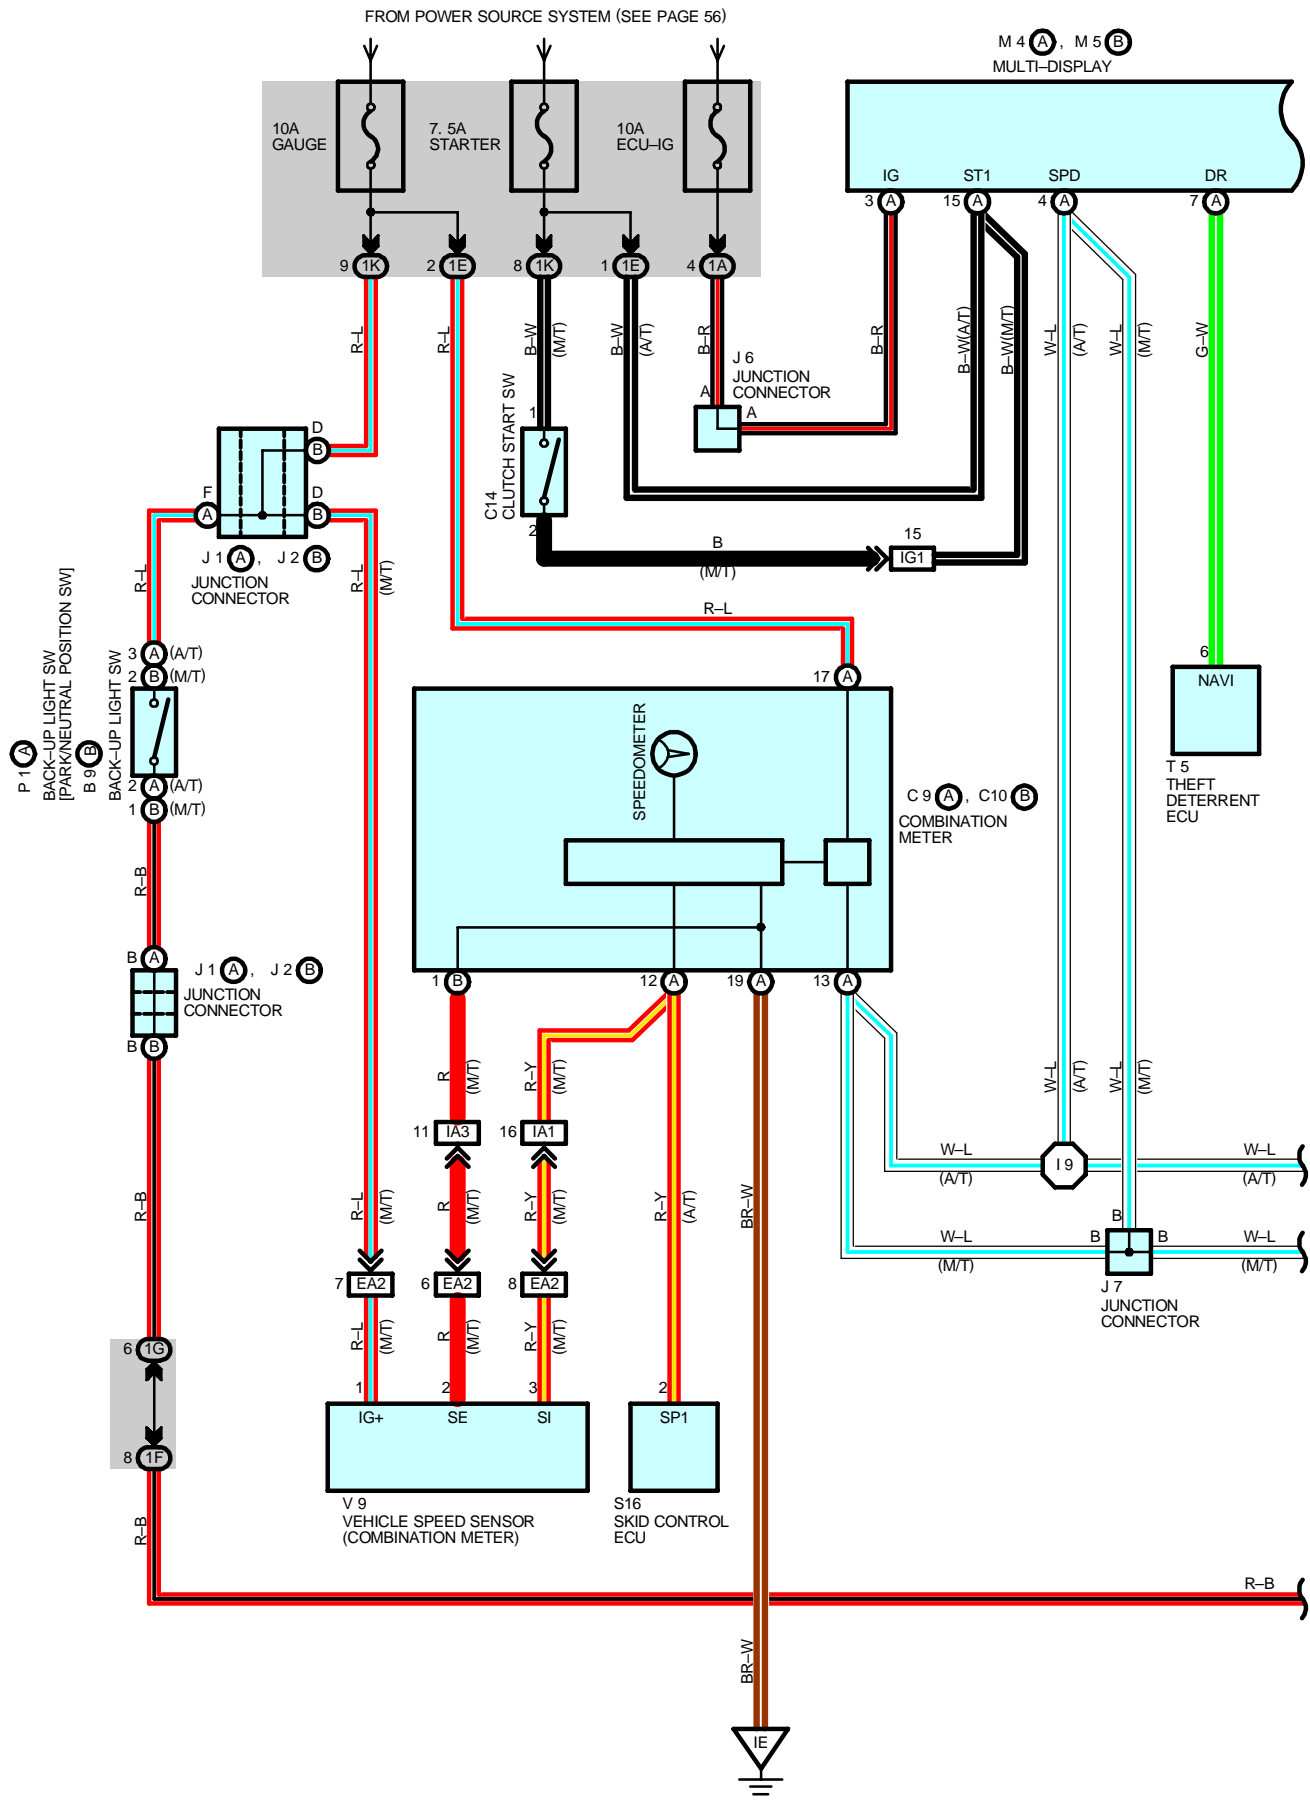 FROM POWER SOURCE SYSTEM (SEE PAGE 56)
M 4 A , M 5 B
MULTI–DISPLAY
10A
GAUGE
7. 5A
STARTER
10A
ECU–IG
IG
ST1
SPD
DR
3 A
15 A
4 A
7 A
9 1K
2 1E
8 1K
1 1E
4 1A
R–L
R–L
B–W
(M/T)
B–W
(A/T)
B–R
B–R
B–W(A/T)
B–W(M/T)
W–L
(A/T)
W–L
(M/T)
G–W
J 6
JUNCTION
CONNECTOR
A
A
1
C14
CLUTCH START SW
2
D
B
F
A
D
B
J 1 A , J 2 B
JUNCTION
CONNECTOR
B
(M/T)
15
IG1
R–L
R–L
(M/T)
R–L
3 A (A/T)
2 B (M/T)
P 1 A
BACK–UP LIGHT SW
[PARK/NEUTRAL POSITION SW]
B 9 B
BACK–UP LIGHT SW
2 A (A/T)
1 B (M/T)
17 A
6
NAVI
T 5
THEFT
DETERRENT
ECU
SPEEDOMETER
C 9 A , C10 B
COMBINATION
METER
R–B
B A
J 1 A , J 2 B
JUNCTION
CONNECTOR
B B
1 B
12 A
19 A
13 A
R
(M/T)
R–Y
(M/T)
W–L
(A/T)
W–L
(M/T)
11 IA3
16 IA1
W–L
(A/T)
I 9
W–L
(A/T)
R–B
R–L
(M/T)
R
(M/T)
R–Y
(M/T)
R–Y
(A/T)
BR–W
B
W–L
(M/T)
B
B
W–L
(M/T)
J 7
JUNCTION
CONNECTOR
7 EA2
6 EA2
8 EA2
R–L
(M/T)
R
(M/T)
R–Y
(M/T)
6 1G
8 1F
1
2
3
2
IG+
SE
SI
SP1
V 9
VEHICLE SPEED SENSOR
(COMBINATION METER)
S16
SKID CONTROL
ECU
R–B
R–B
BR–W
IE